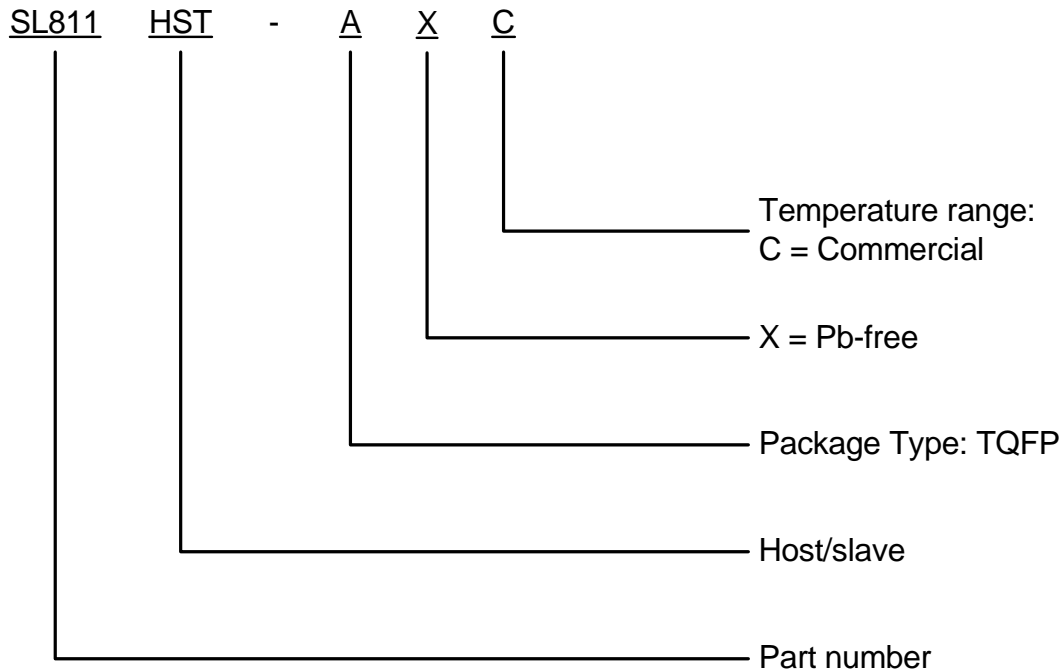 SL811 HST - A X C
Temperature range:
C = Commercial
X = Pb-free
Package Type: TQFP
Host/slave
Part number